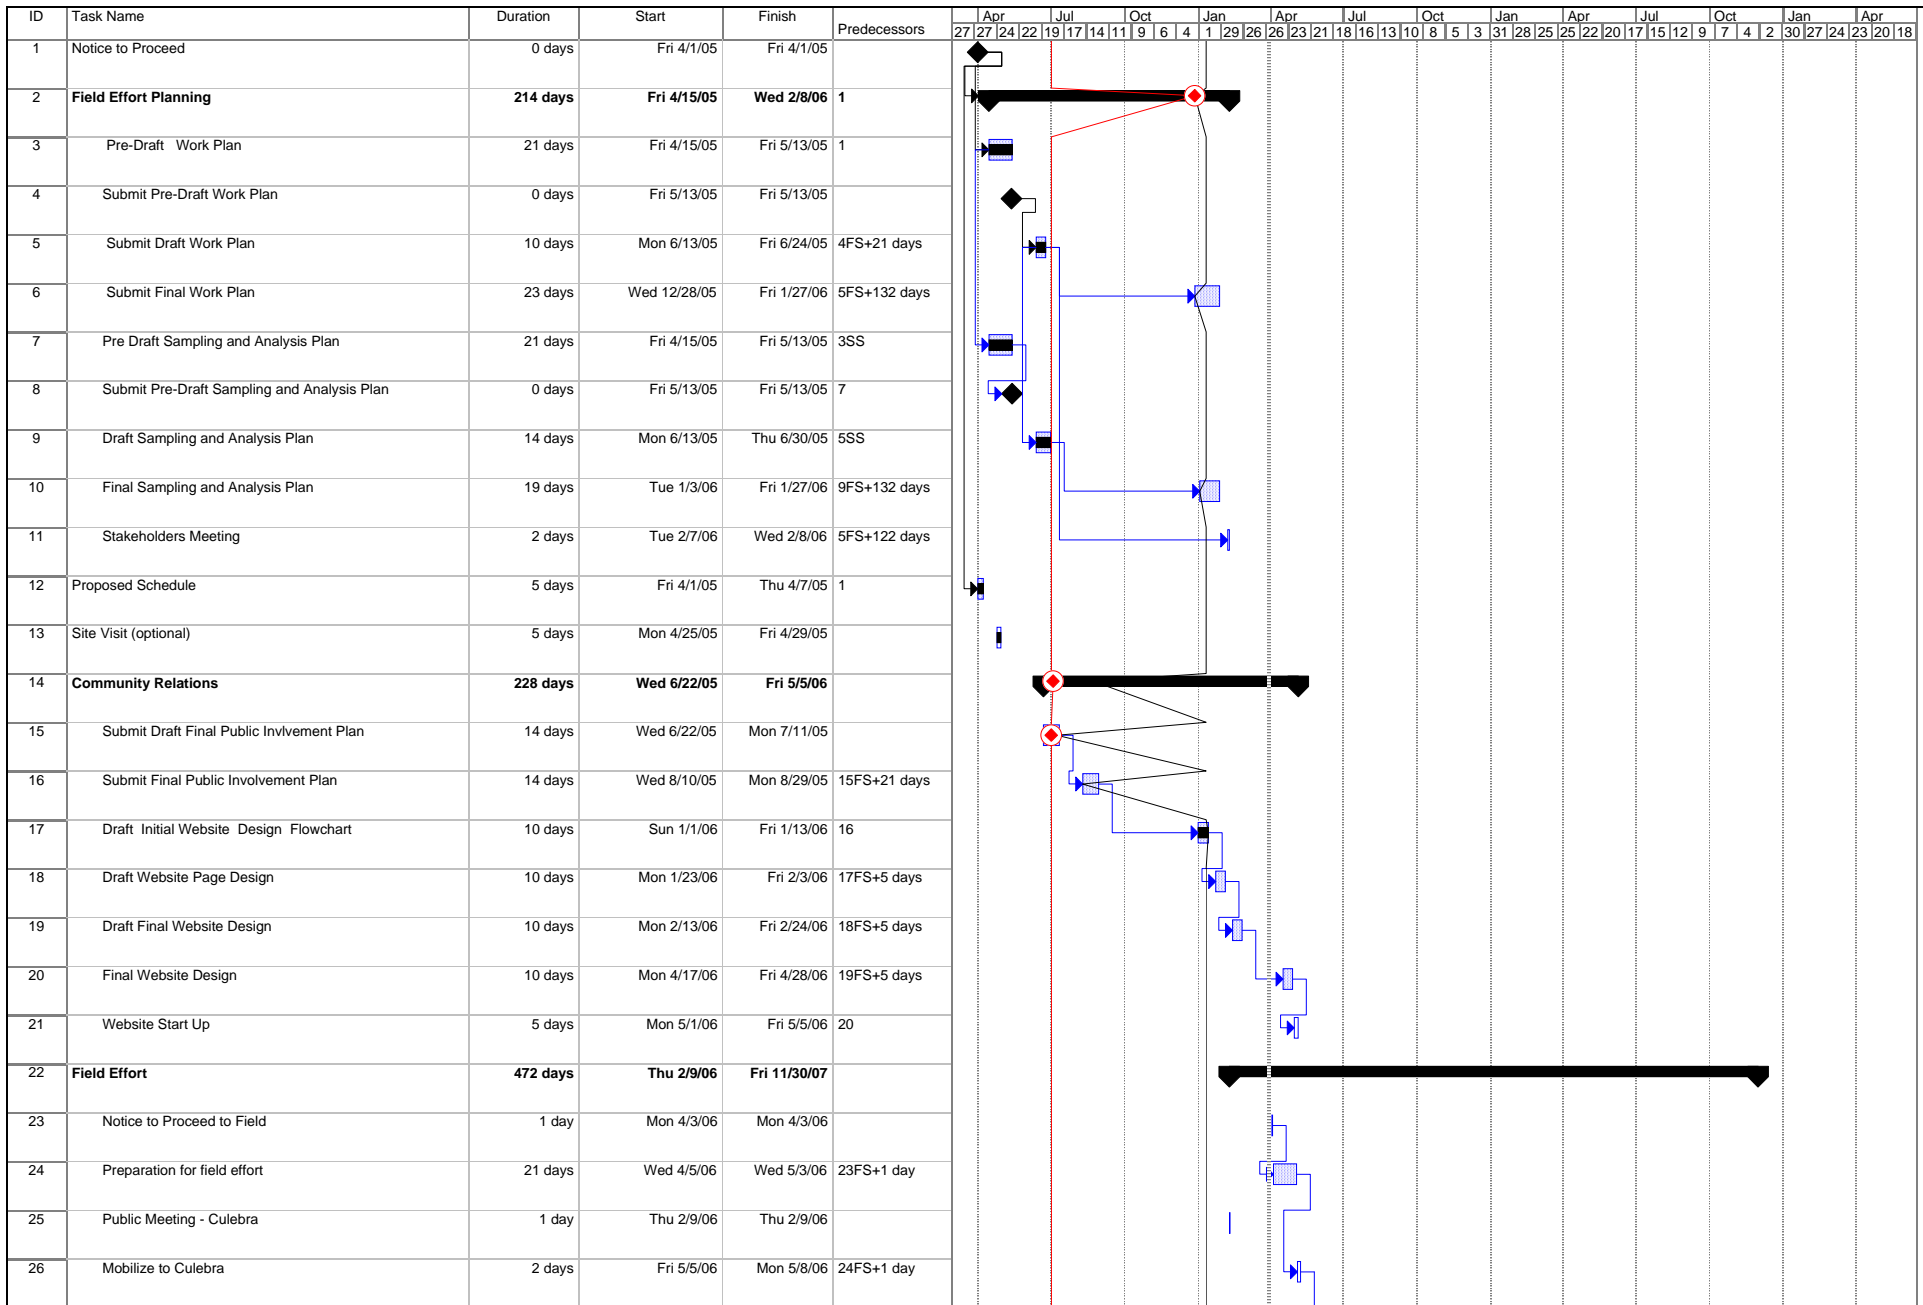 ID Task Name Duration Start Finish Predecessors
Apr Jul Oct Jan Apr Jul Oct Jan Apr Jul Oct Jan Apr
27 27 24 22 19 17 14 11 9 6 4 1 29 26 26 23 21 18 16 13 10 8 5 3 31 28 25 25 22 20 17 15 12 9 7 4 2 30 27 24 23 20 18
1 Notice to Proceed 0 days Fri 4/1/05 Fri 4/1/05
2 Field Effort Planning 214 days Fri 4/15/05 Wed 2/8/06 1
3 Pre-Draft Work Plan 21 days Fri 4/15/05 Fri 5/13/05 1
4 Submit Pre-Draft Work Plan 0 days Fri 5/13/05 Fri 5/13/05
5 Submit Draft Work Plan 10 days Mon 6/13/05 Fri 6/24/05 4FS+21 days
6 Submit Final Work Plan 23 days Wed 12/28/05 Fri 1/27/06 5FS+132 days
7 Pre Draft Sampling and Analysis Plan 21 days Fri 4/15/05 Fri 5/13/05 3SS
8 Submit Pre-Draft Sampling and Analysis Plan 0 days Fri 5/13/05 Fri 5/13/05 7
9 Draft Sampling and Analysis Plan 14 days Mon 6/13/05 Thu 6/30/05 5SS
10 Final Sampling and Analysis Plan 19 days Tue 1/3/06 Fri 1/27/06 9FS+132 days
11 Stakeholders Meeting 2 days Tue 2/7/06 Wed 2/8/06 5FS+122 days
12 Proposed Schedule 5 days Fri 4/1/05 Thu 4/7/05 1
13 Site Visit (optional) 5 days Mon 4/25/05 Fri 4/29/05
14 Community Relations 228 days Wed 6/22/05 Fri 5/5/06
15 Submit Draft Final Public Invlvement Plan 14 days Wed 6/22/05 Mon 7/11/05
16 Submit Final Public Involvement Plan 14 days Wed 8/10/05 Mon 8/29/05 15FS+21 days
17 Draft Initial Website Design Flowchart 10 days Sun 1/1/06 Fri 1/13/06 16
18 Draft Website Page Design 10 days Mon 1/23/06 Fri 2/3/06 17FS+5 days
19 Draft Final Website Design 10 days Mon 2/13/06 Fri 2/24/06 18FS+5 days
20 Final Website Design 10 days Mon 4/17/06 Fri 4/28/06 19FS+5 days
21 Website Start Up 5 days Mon 5/1/06 Fri 5/5/06 20
22 Field Effort 472 days Thu 2/9/06 Fri 11/30/07
23 Notice to Proceed to Field 1 day Mon 4/3/06 Mon 4/3/06
24 Preparation for field effort 21 days Wed 4/5/06 Wed 5/3/06 23FS+1 day
25 Public Meeting - Culebra 1 day Thu 2/9/06 Thu 2/9/06
26 Mobilize to Culebra 2 days Fri 5/5/06 Mon 5/8/06 24FS+1 day